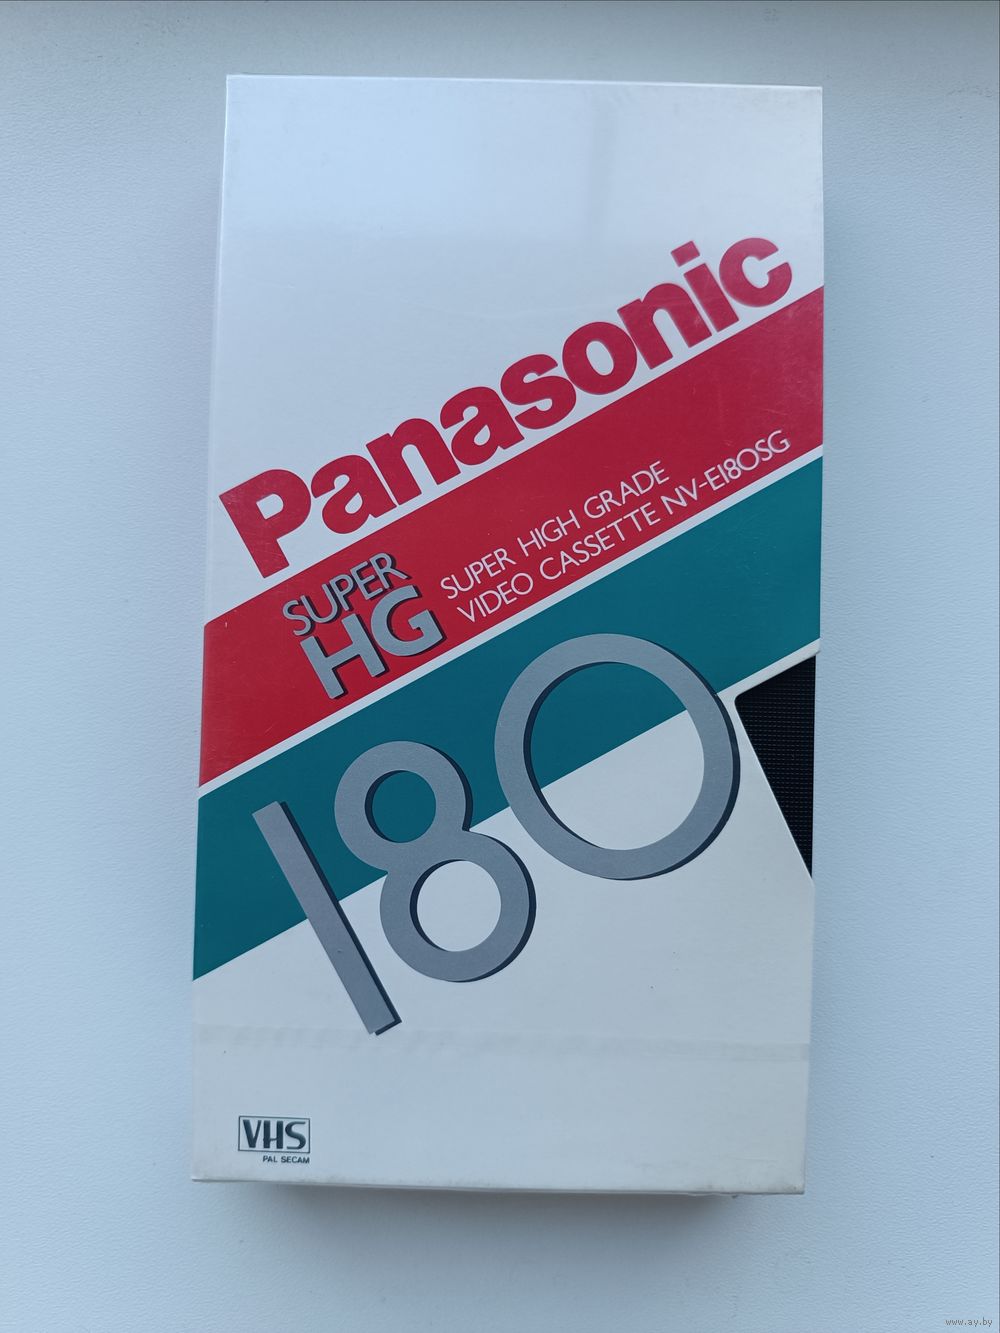 Panasonic
SUPER
HG
SUPER HIGH GRADE
VIDEO CASSETTE NV-E180SG
180
VHS
PAL SECAM
www.ay.by